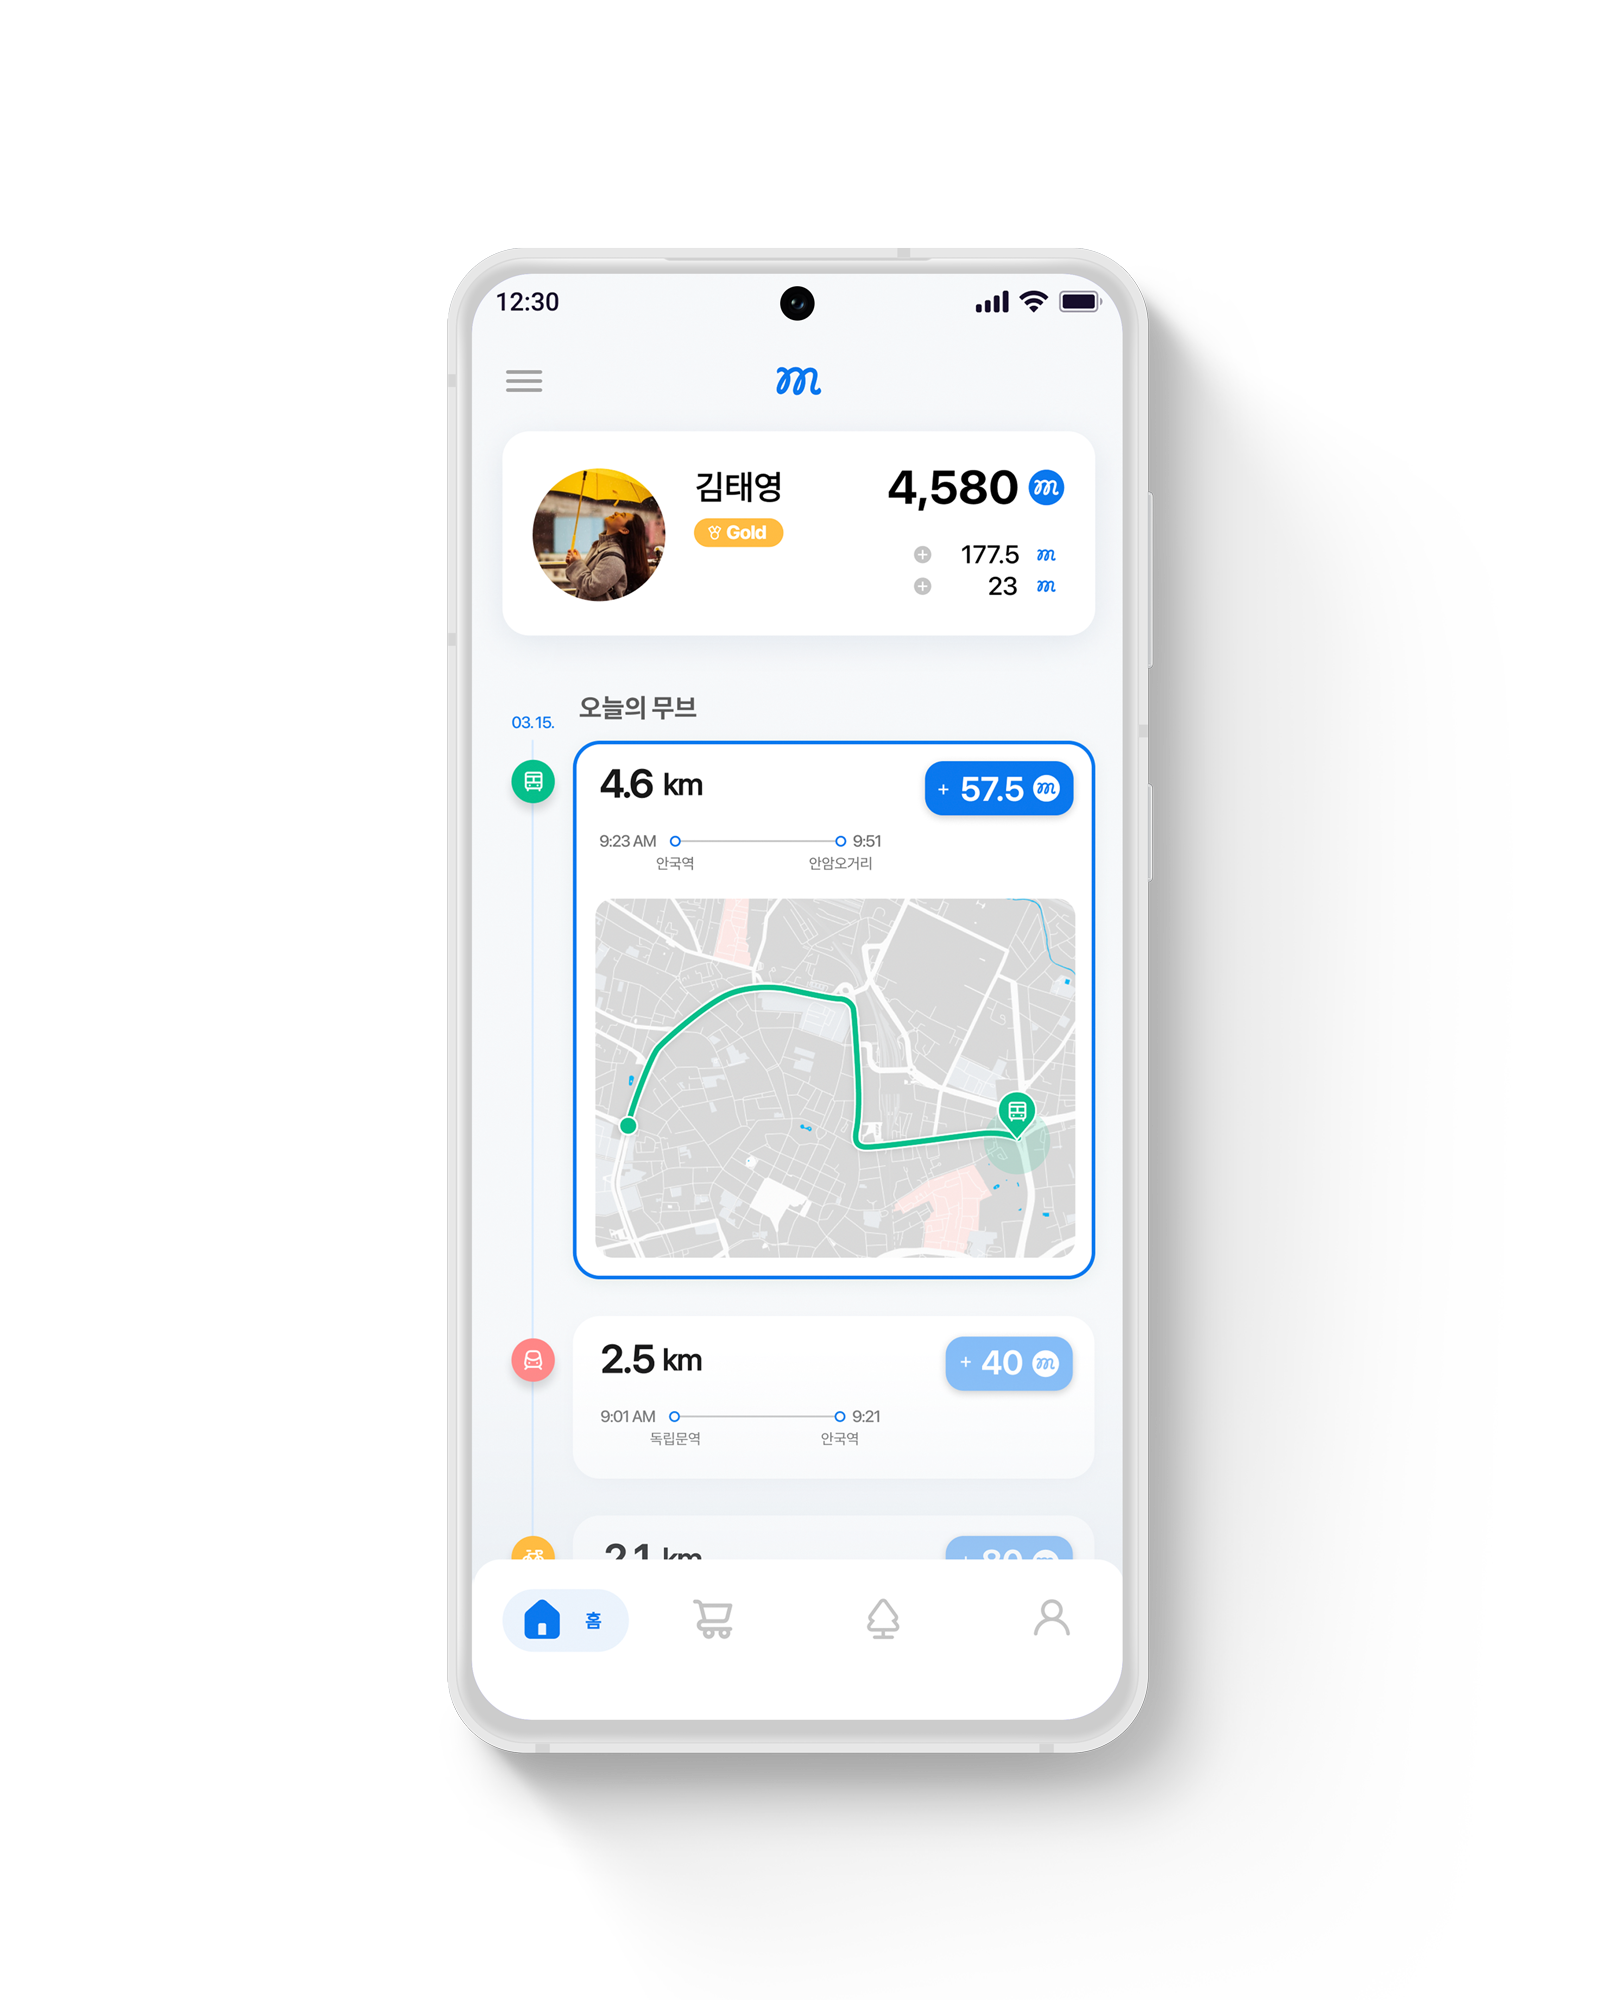 12:30
m
김태영
4,580 m
Gold
+ 177.5 m
+ 23 m
오늘의 무브
03.15.
4.6 km
+ 57.5 m
9:23 AM 9:51
안국역 안암오거리
2.5 km
+ 40 m
9:01 AM 9:21
독립문역 안국역
2.1 km
+ 80 m
홈